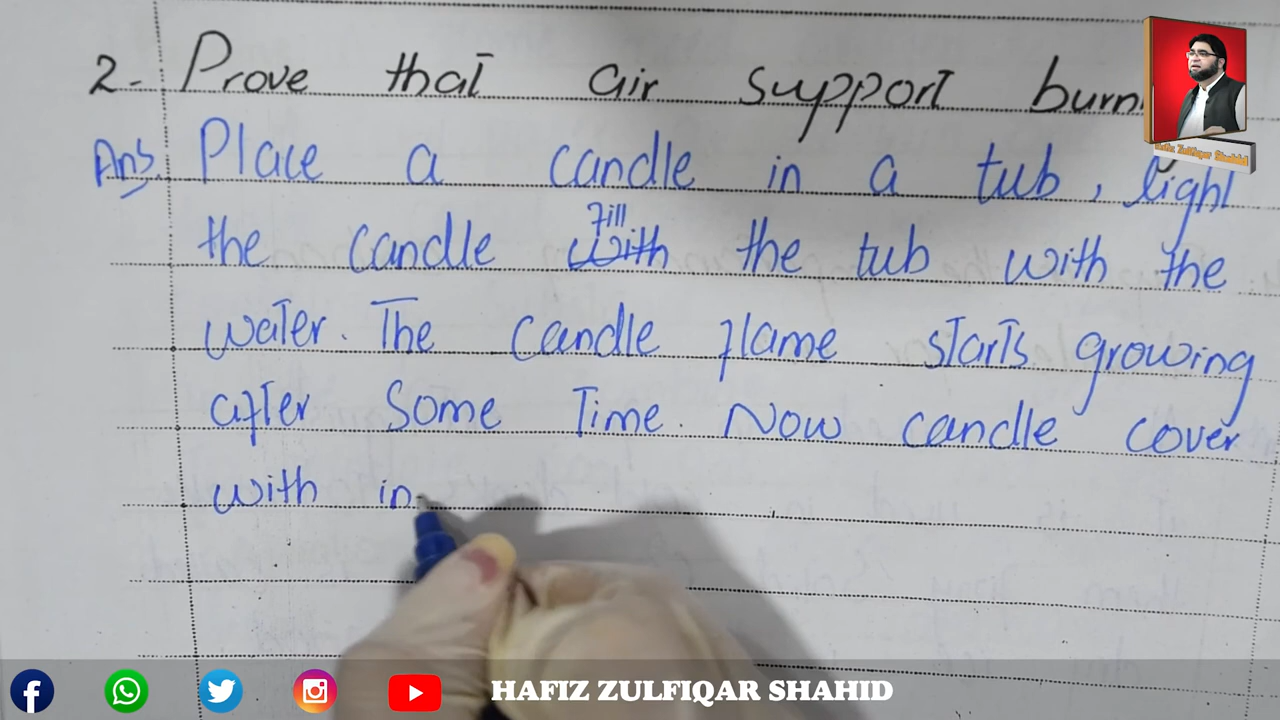 2- Prove that air support burn
Ans. Place a candle in a tub, light
the candle fill with the tub with the
water. The candle flame starts growing
after some time. Now candle cover
with in
Hafiz Zulfiqar Shahid
HAFIZ ZULFIQAR SHAHID